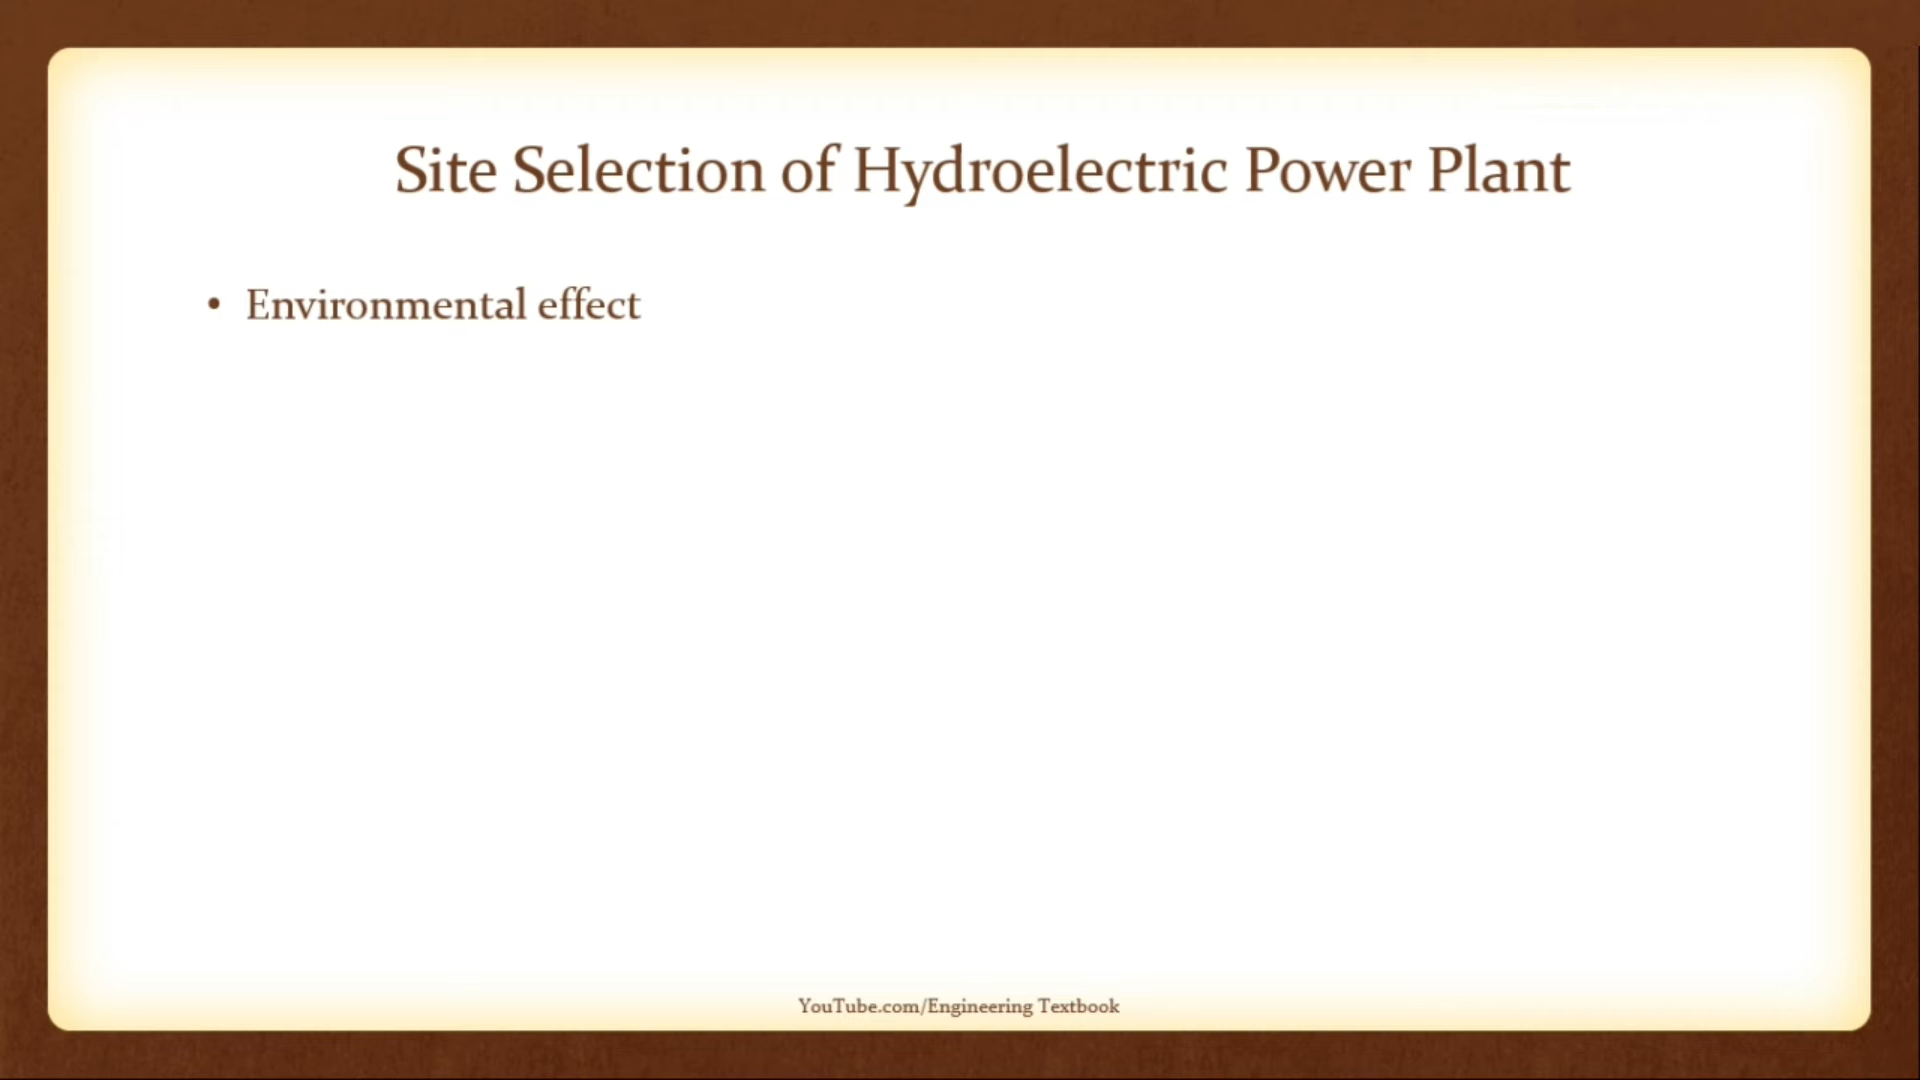 Site Selection of Hydroelectric Power Plant
• Environmental effect
YouTube.com/Engineering Textbook